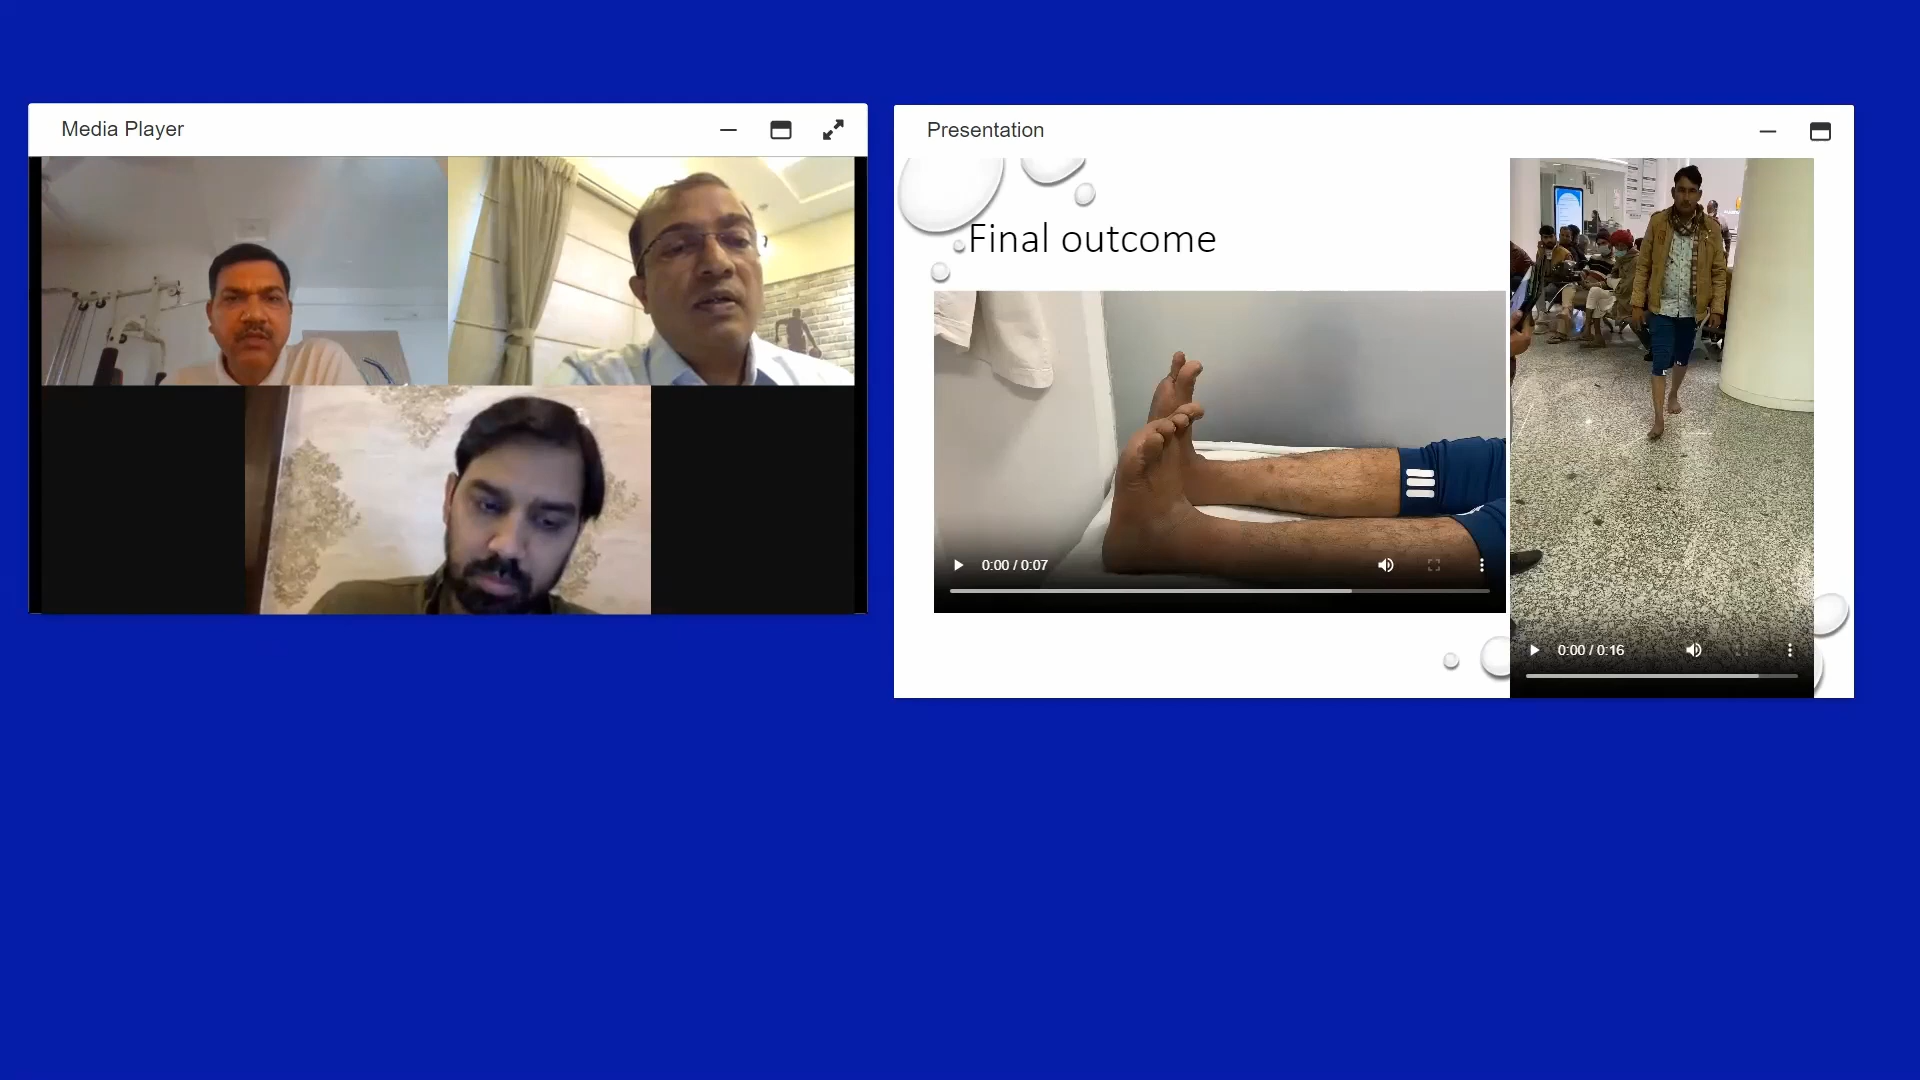 Media Player
Presentation
Final outcome
0:00 / 0:07
0:00 / 0:16